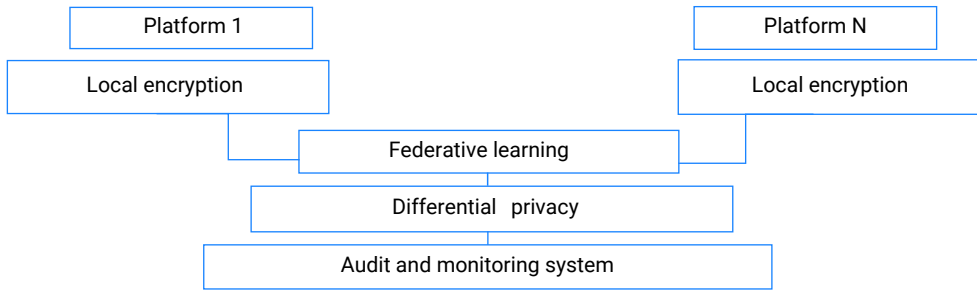 Platform 1
Platform N
Local encryption
Local encryption
Federative learning
Differential privacy
Audit and monitoring system